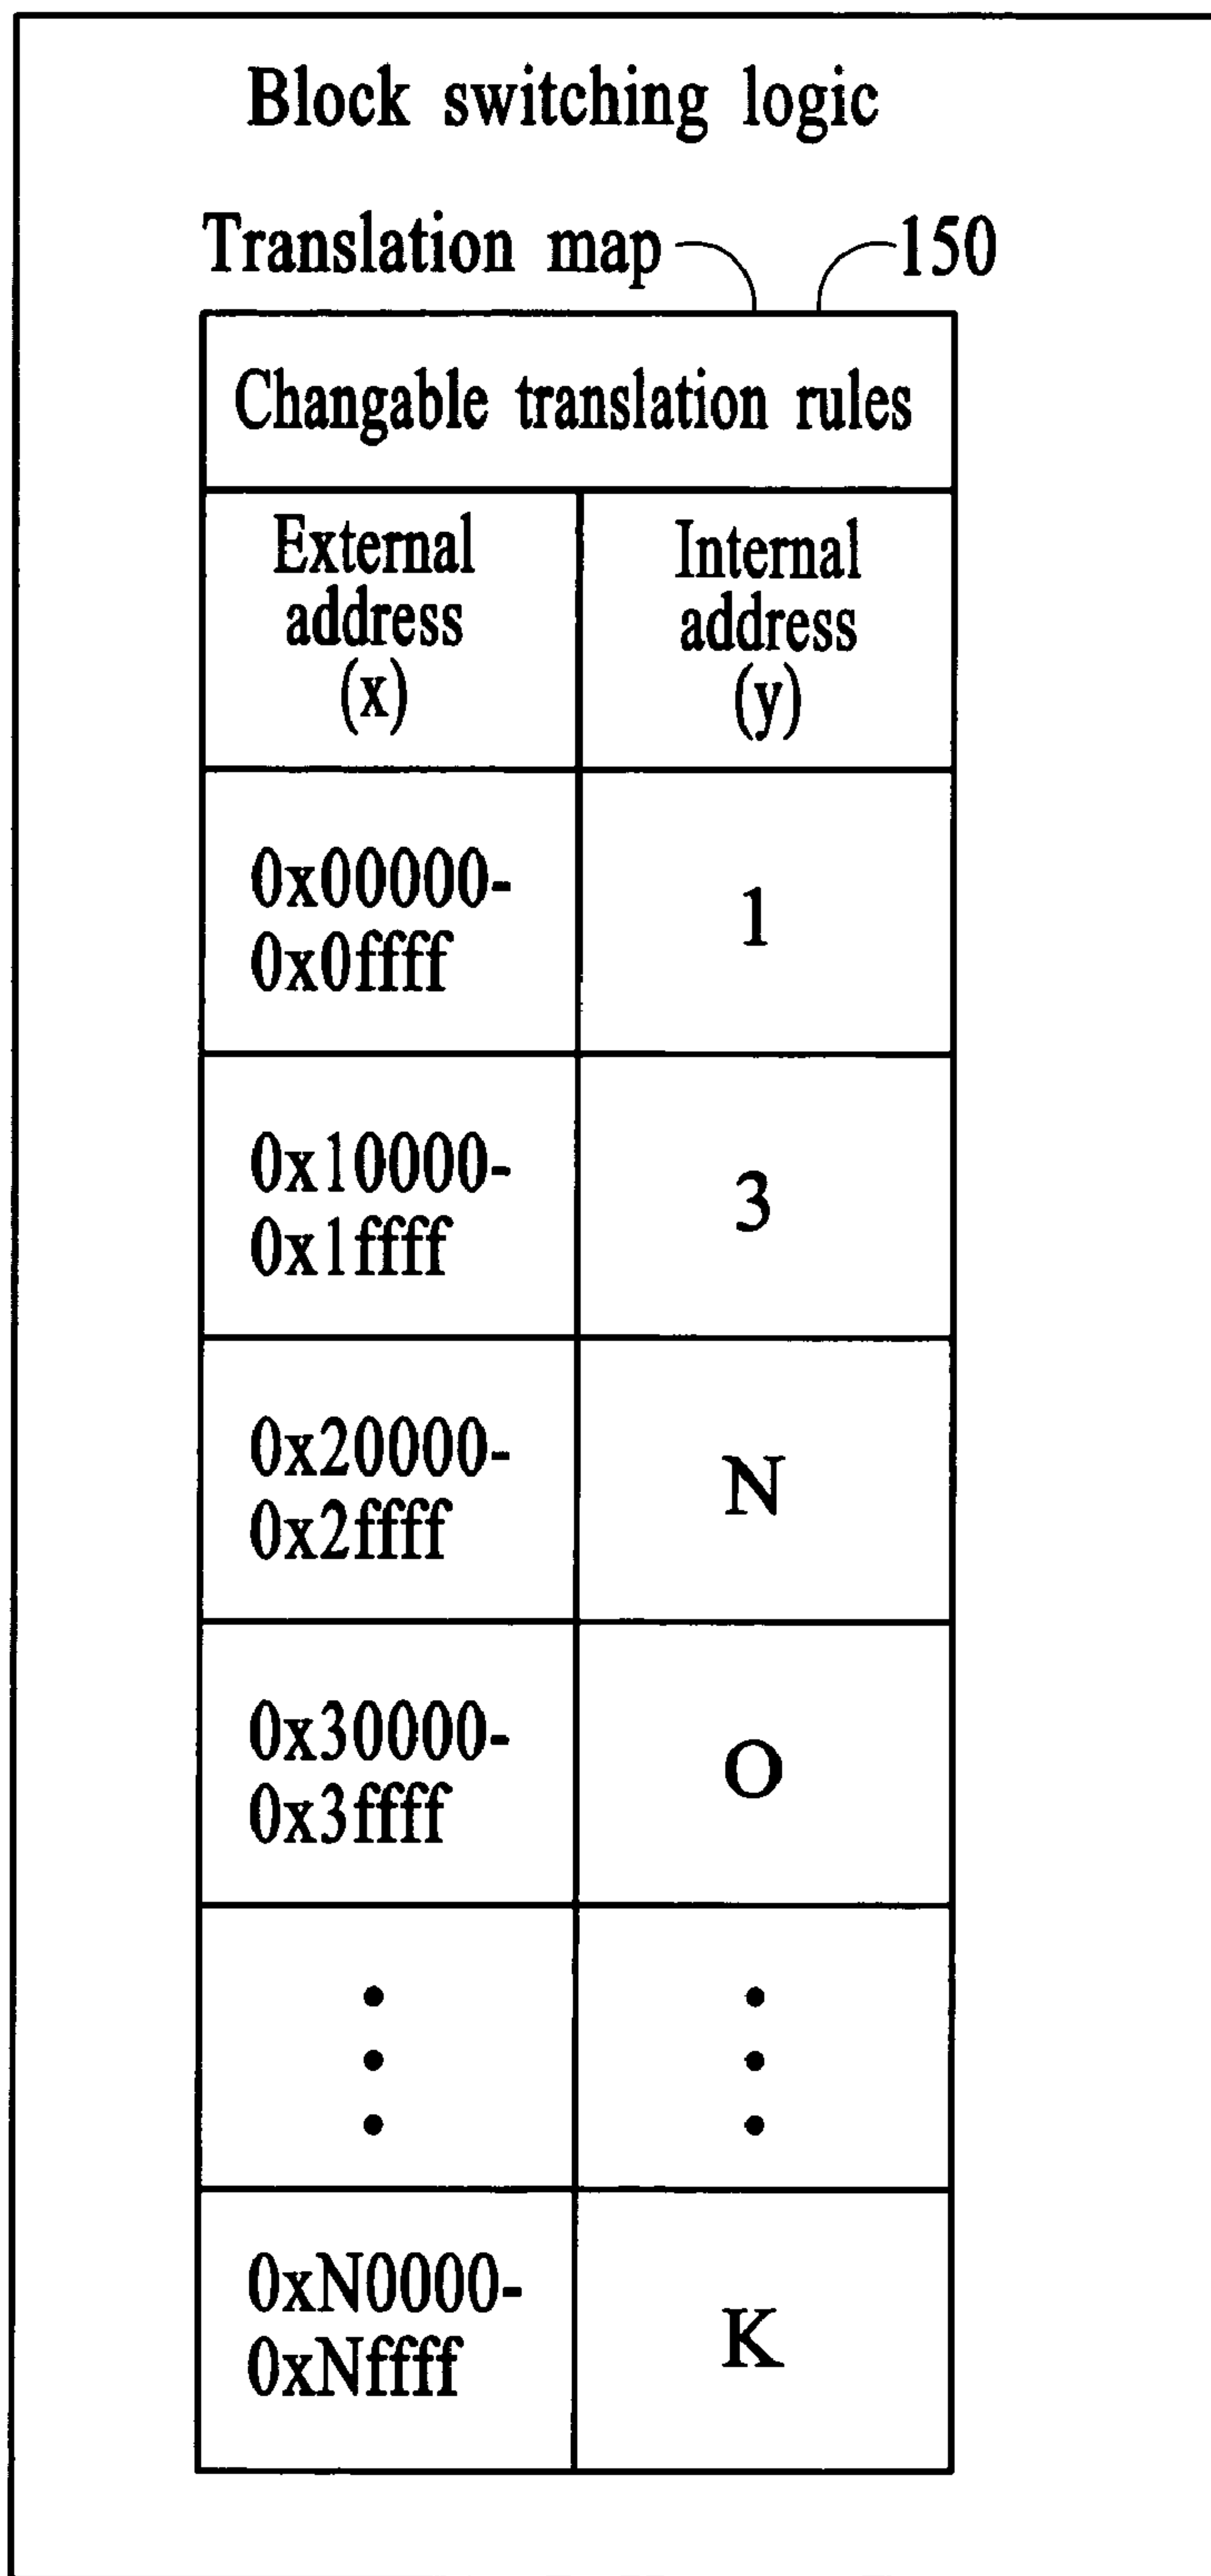 Block switching logic
Translation map 150
Changable translation rules
External
address
(x)
Internal
address
(y)
0x00000-
0x0ffff
1
0x10000-
0x1ffff
3
0x20000-
0x2ffff
N
0x30000-
0x3ffff
O
0xN0000-
0xNffff
K